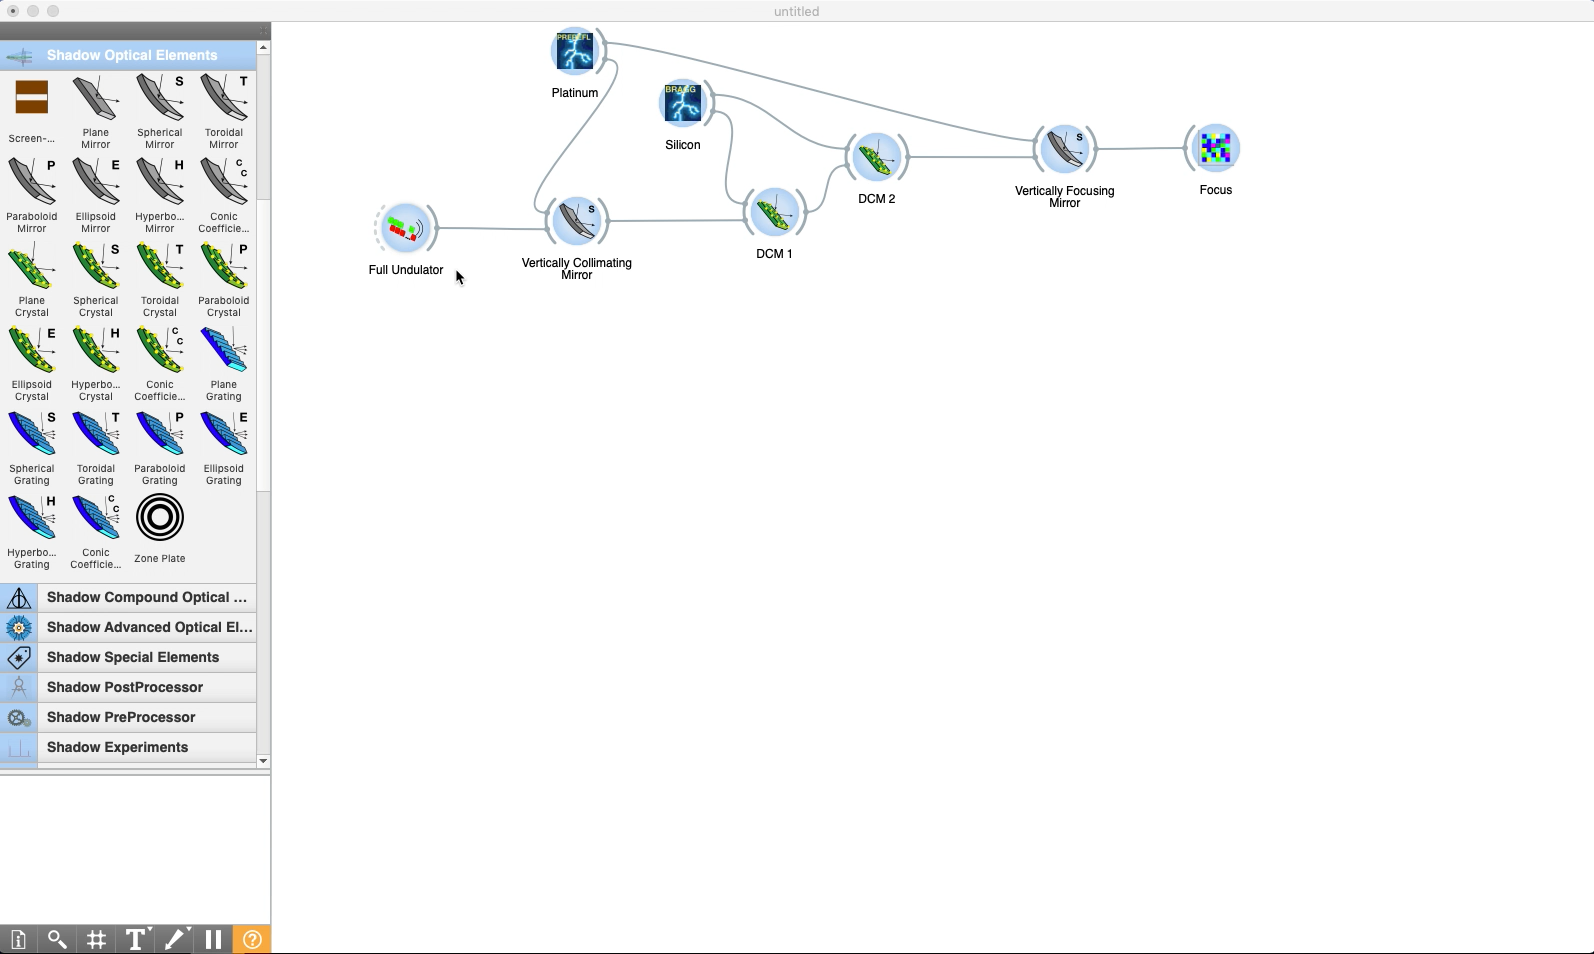 untitled
Shadow Optical Elements
Screen-...
Plane
Mirror
S
Spherical
Mirror
T
Toroidal
Mirror
P
Paraboloid
Mirror
E
Ellipsoid
Mirror
H
Hyperbo...
Mirror
C
C
Conic
Coefficie...
Plane
Crystal
S
Spherical
Crystal
T
Toroidal
Crystal
P
Paraboloid
Crystal
E
Ellipsoid
Crystal
H
Hyperbo...
Crystal
C
C
Conic
Coefficie...
Plane
Grating
S
Spherical
Grating
T
Toroidal
Grating
P
Paraboloid
Grating
E
Ellipsoid
Grating
H
Hyperbo...
Grating
C
C
Conic
Coefficie...
Zone Plate
Shadow Compound Optical ...
Shadow Advanced Optical El...
Shadow Special Elements
Shadow PostProcessor
Shadow PreProcessor
Shadow Experiments
PREREFL
Platinum
BRAGG
Silicon
Full Undulator
S
Vertically Collimating
Mirror
DCM 1
DCM 2
S
Vertically Focusing
Mirror
Focus